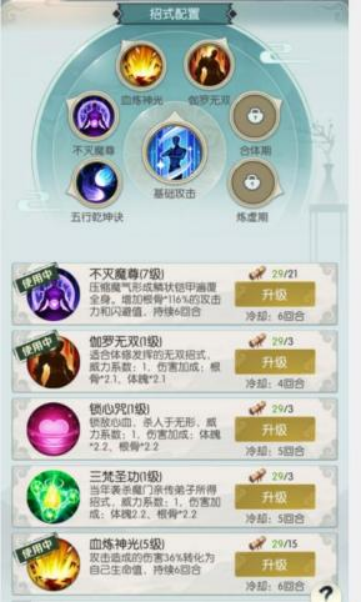 招式配置
血炼神光
伽罗无双
不灭魔尊
合体期
五行乾坤诀
基础攻击
炼虚期
使用中
不灭魔尊(7级)
29/21
压缩魔气形成鳞状铠甲遍覆
全身。增加根骨*116%的攻击
力和闪避值，持续6回合
升级
冷却：6回合
使用中
伽罗无双(1级)
29/3
适合体修发挥的无双招式，
威力系数：1，伤害加成：根
骨*2.1，体魄*2.1
升级
冷却：4回合
锁心咒(1级)
29/3
锁敌心血，杀人于无形，威
力系数：1，伤害加成：体魄
*2.2，根骨*2.2
升级
冷却：5回合
三梵圣功(1级)
29/3
当年袭杀魔门亲传弟子所得
招式，威力系数：1，伤害加
成：体魄2.2，根骨*2.2
升级
冷却：5回合
使用中
血炼神光(5级)
29/15
攻击造成的伤害36%转化为
自己生命值，持续6回合
升级
冷却：6回合
?